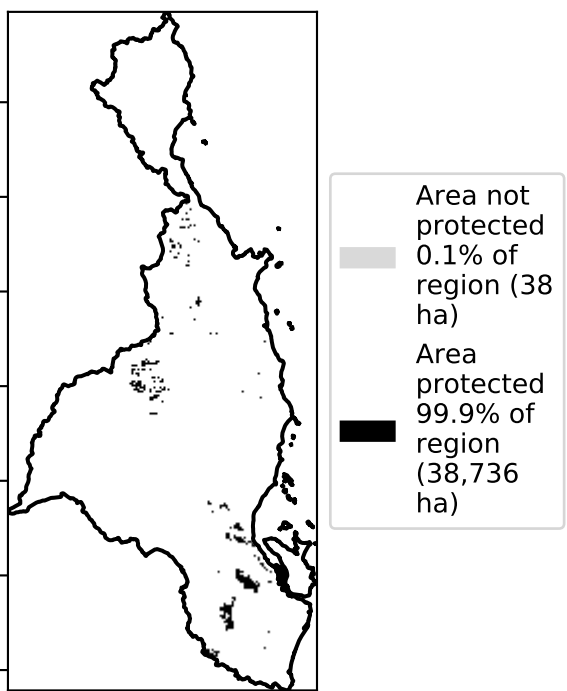 Area not
protected
0.1% of
region (38
ha)
Area
protected
99.9% of
region
(38,736
ha)